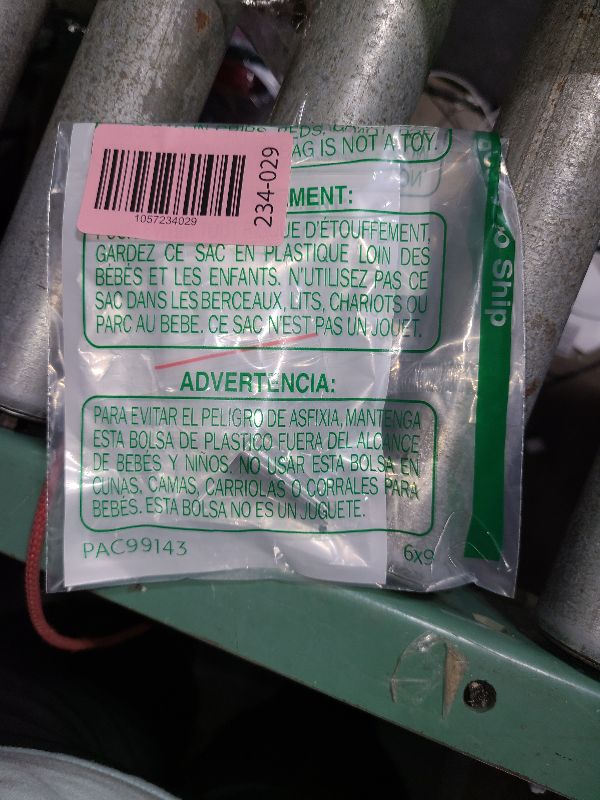 AG IS NOT A TOY.
1057234029
234-029
MENT:
UE D'ÉTOUFFEMENT,
GARDEZ CE SAC EN PLASTIQUE LOIN DES
BÉBÉS ET LES ENFANTS. N'UTILISEZ PAS CE
SAC DANS LES BERCEAUX, LITS, CHARIOTS OU
PARC AU BEBE. CE SAC N'EST PAS UN JOUET.
ADVERTENCIA:
PARA EVITAR EL PELIGRO DE ASFIXIA, MANTENGA
ESTA BOLSA DE PLASTICO FUERA DEL ALCANCE
DE BEBÉS Y NIÑOS. NO USAR ESTA BOLSA EN
CUNAS, CAMAS, CARRIOLAS O CORRALES PARA
BEBÉS. ESTA BOLSA NO ES UN JUGUETE.
PAC99143
6x9
o Ship